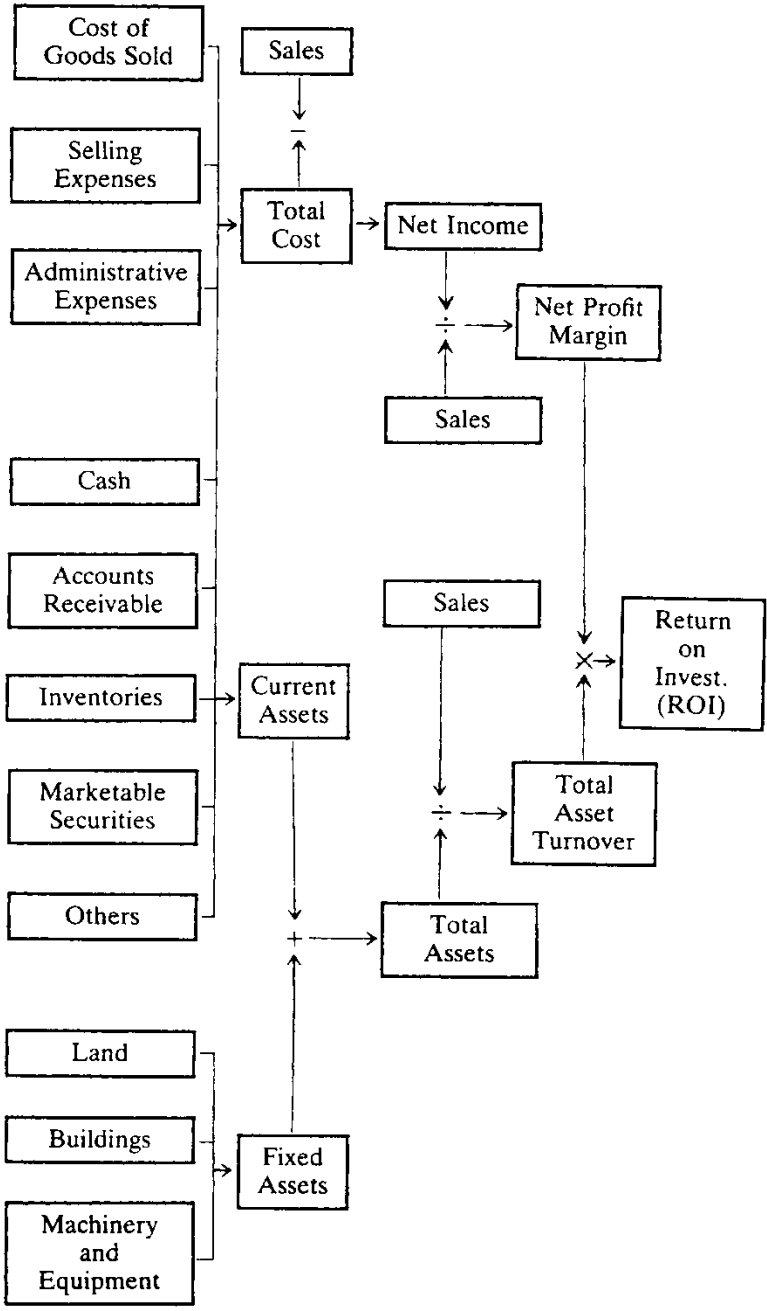 Cost of
Goods Sold
Sales
−
Selling
Expenses
Total
Cost
Net Income
Administrative
Expenses
÷
Net Profit
Margin
Sales
Cash
Accounts
Receivable
Sales
Return
on
Invest.
(ROI)
×
Inventories
Current
Assets
Marketable
Securities
÷
Total
Asset
Turnover
Others
+
Total
Assets
Land
Buildings
Fixed
Assets
Machinery
and
Equipment